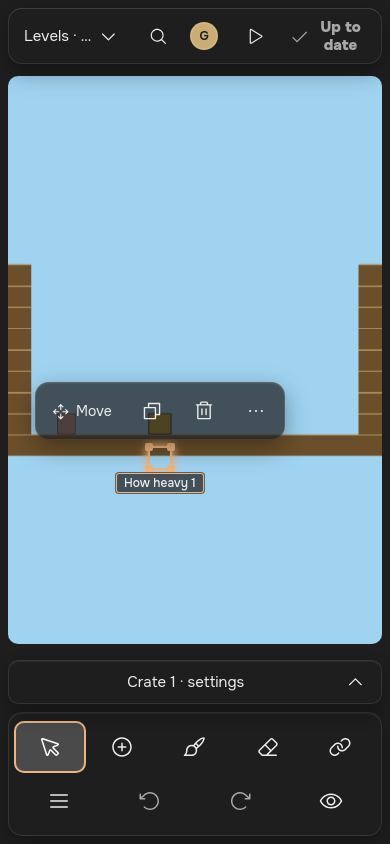 Levels · ...
G
Up to
date
Move
How heavy 1
Crate 1 · settings